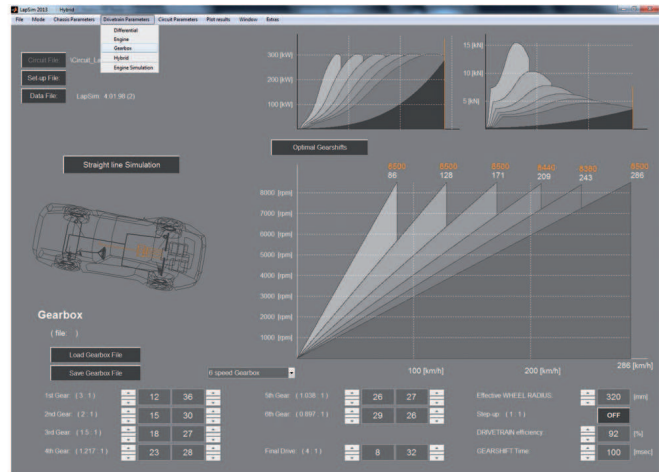 LapSim 2013 Hybrid
File Mode Chassis Parameters Drivetrain Parameters Circuit Parameters Plot results Window Extras
Differential
Engine
Gearbox
Hybrid
Engine Simulation
Circuit File: \Circuit_La
Set up File:
Data File: LapSim 4:01.98 (2)
300 [kW]
200 [kW]
100 [kW]
15 [kN]
10 [kN]
5 [kN]
Optimal Gearshifts
Straight line Simulation
8500 8500 8500 8440 8380 8500
86 128 171 209 243 286
8000 [rpm]
7000 [rpm]
6000 [rpm]
5000 [rpm]
4000 [rpm]
3000 [rpm]
2000 [rpm]
1000 [rpm]
100 [km/h] 200 [km/h] 286 [km/h]
Gearbox
( file: )
Load Gearbox File
Save Gearbox File
6 speed Gearbox
1st Gear ( 3 : 1 ) 12 36
2nd Gear ( 2 : 1 ) 15 30
3rd Gear ( 1.5 : 1 ) 18 27
4th Gear ( 1.217 : 1 ) 23 28
5th Gear ( 1.038 : 1 ) 26 27
6th Gear ( 0.897 : 1 ) 29 26
Final Drive: ( 4 : 1 ) 8 32
Effective WHEEL RADIUS: 320 [mm]
Step up ( 1 : 1 ) OFF
DRIVETRAIN efficiency 92 [%]
GEARSHIFT Time: 100 [msec]